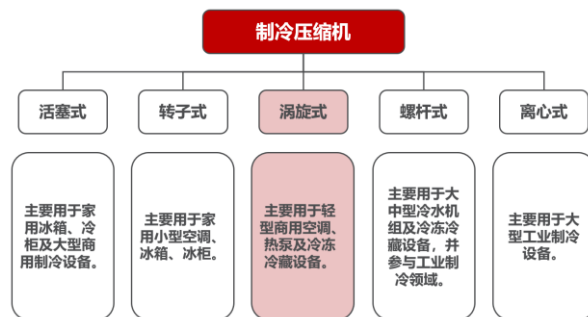 制冷压缩机
活塞式
转子式
涡旋式
螺杆式
离心式
主要用于家
用冰箱、冷
柜及大型商
用制冷设备。
主要用于家
用小型空调、
冰箱、冰柜。
主要用于轻
型商用空调、
热泵及冷冻
冷藏设备。
主要用于大
中型冷水机
组及冷冻冷
藏设备，并
参与工业制
冷领域。
主要用于大
型工业制冷
设备。